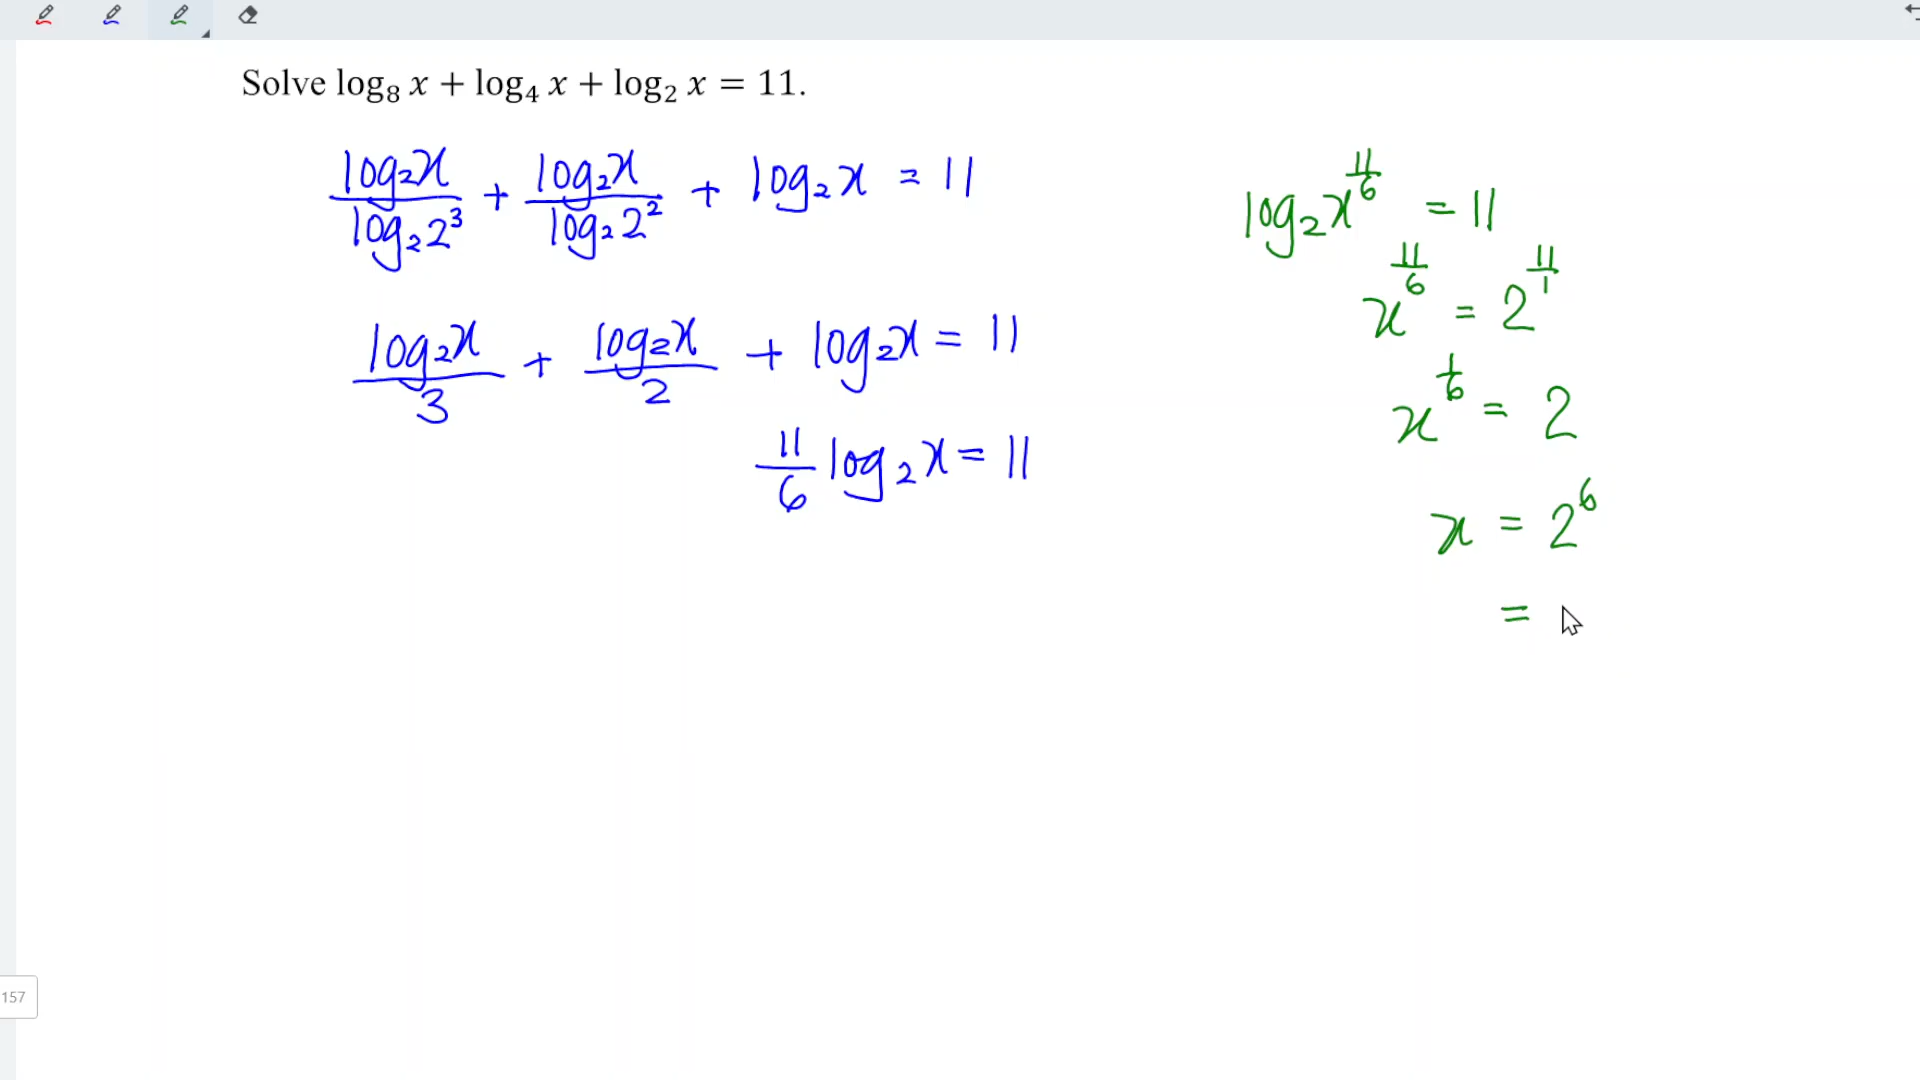 Solve log₈ x + log₄ x + log₂ x = 11.
log₂x/log₂2³ + log₂x/log₂2² + log₂x = 11
log₂x/3 + log₂x/2 + log₂x = 11
11/6 log₂x = 11
log₂x^(11/6) = 11
x^(11/6) = 2^(11/1)
x^(1/6) = 2
x = 2⁶
=
157